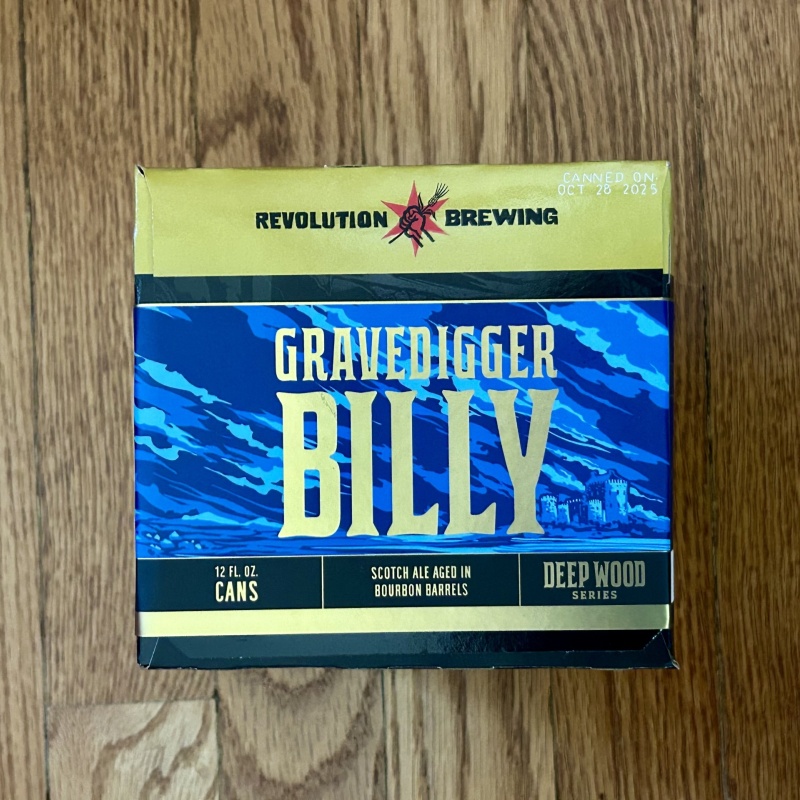 CANNED ON
OCT 28 2025
REVOLUTION BREWING
GRAVEDIGGER
BILLY
12 FL. OZ.
CANS
SCOTCH ALE AGED IN
BOURBON BARRELS
DEEP WOOD
SERIES